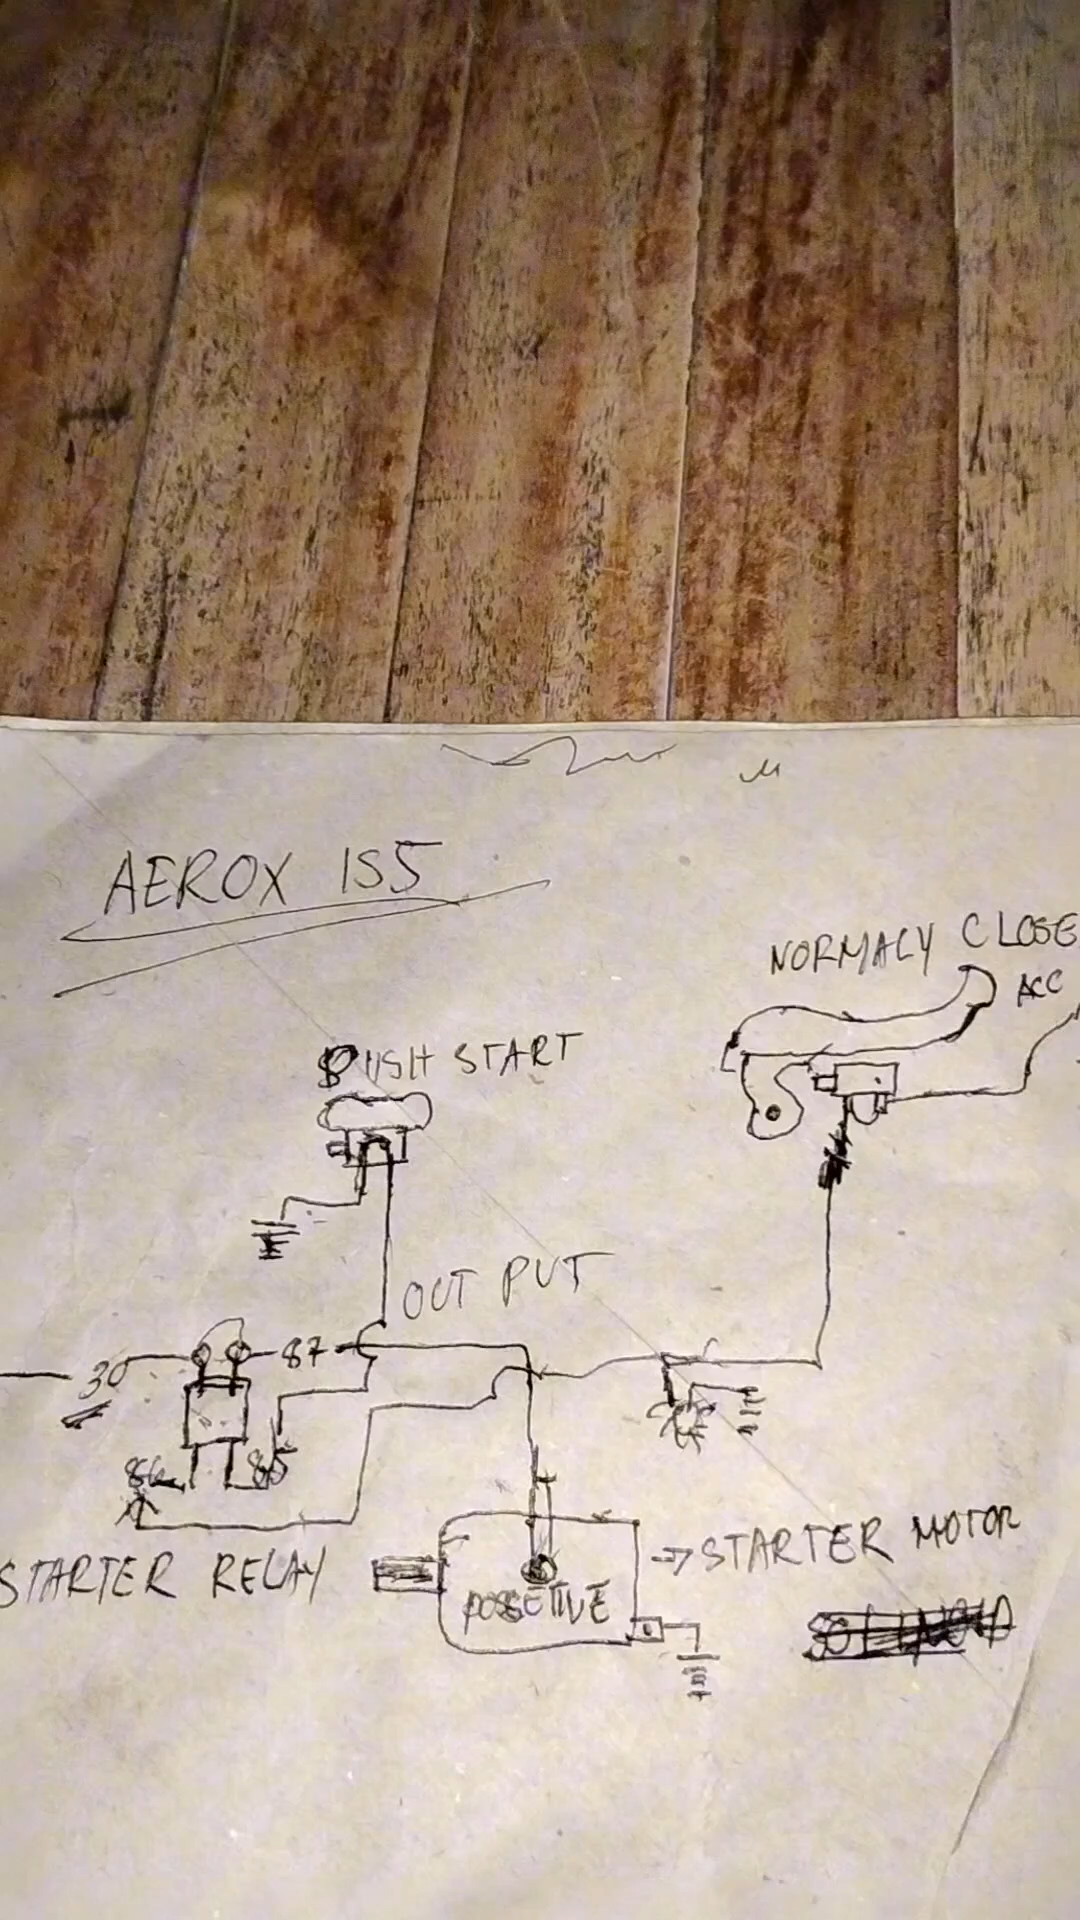 AEROX 155
NORMALY CLOSE
ACC
PUSH START
OUT PUT
30
87
86
85
STARTER RELAY
STARTER MOTOR
POSSETIVE